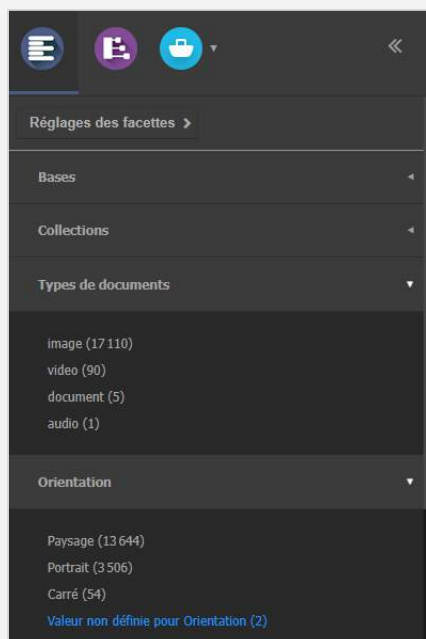 Réglages des facettes >
Bases
Collections
Types de documents
image (17 110)
video (90)
document (5)
audio (1)
Orientation
Paysage (13 644)
Portrait (3 506)
Carré (54)
Valeur non définie pour Orientation (2)